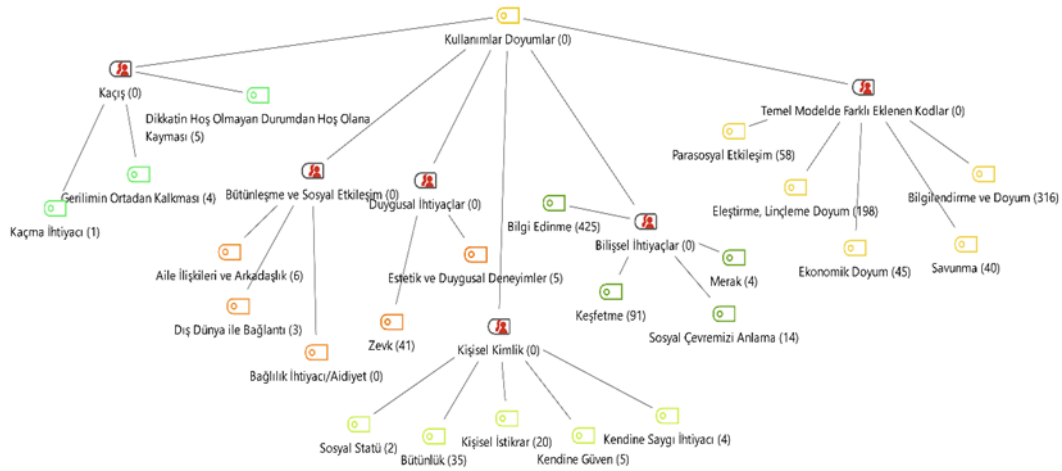 Kullanımlar Doyumlar (0)
Kaçış (0)
Dikkatin Hoş Olmayan Durumdan Hoş Olana
Kayması (5)
Gerilimin Ortadan Kalkması (4)
Kaçma İhtiyacı (1)
Bütünleşme ve Sosyal Etkileşim (0)
Aile İlişkileri ve Arkadaşlık (6)
Dış Dünya ile Bağlantı (3)
Bağlılık İhtiyacı/Aidiyet (0)
Duygusal İhtiyaçlar (0)
Estetik ve Duygusal Deneyimler (5)
Zevk (41)
Kişisel Kimlik (0)
Sosyal Statü (2)
Bütünlük (35)
Kişisel İstikrar (20)
Kendine Güven (5)
Kendine Saygı İhtiyacı (4)
Bilişsel İhtiyaçlar (0)
Bilgi Edinme (425)
Keşfetme (91)
Merak (4)
Sosyal Çevremizi Anlama (14)
Temel Modelde Farklı Eklenen Kodlar (0)
Parasosyal Etkileşim (58)
Eleştirme, Linçleme Doyum (198)
Ekonomik Doyum (45)
Savunma (40)
Bilgilendirme ve Doyum (316)